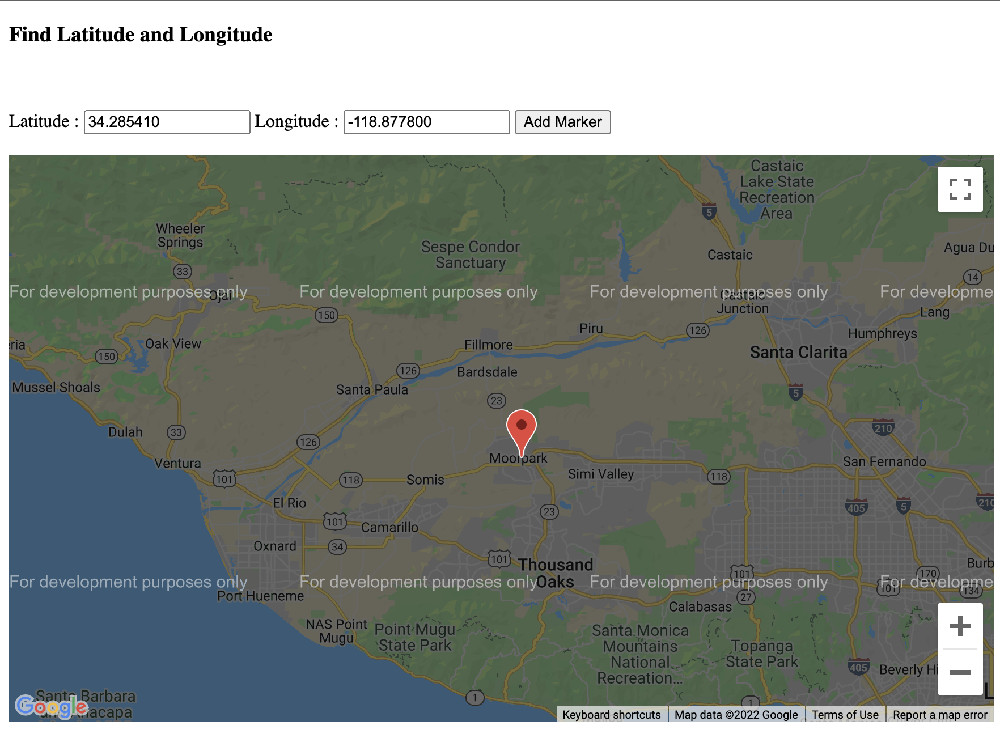 Find Latitude and Longitude
Latitude : 34.285410 Longitude : -118.877800 Add Marker
Castaic
Lake State
Recreation
Area
5
Wheeler
Springs
Sespe Condor
Sanctuary
Castaic
Agua Du
33
14
For development purposes only
For development purposes only
For development purposes only
For developme
Ojai
Castaic
Junction
150
Lang
Piru
126
Humphreys
ria
Oak View
Fillmore
150
Santa Clarita
126
Bardsdale
Mussel Shoals
Santa Paula
5
23
Dulah
33
126
210
Moorpark
Ventura
San Fernando
101
118
Somis
Simi Valley
118
El Rio
405
5
210
101
Camarillo
23
Oxnard
34
101
Thousand
Oaks
Burb
101
170
For development purposes only
For development purposes only
For development purposes only
For developme
101
134
Port Hueneme
27
Calabasas
NAS Point
Mugu
Point Mugu
State Park
Santa Monica
Mountains
National
Recreation...
Topanga
State Park
405
Beverly Hi
Santa Barbara
Google
Anacapa
1
1
L
Keyboard shortcuts
Map data ©2022 Google
Terms of Use
Report a map error